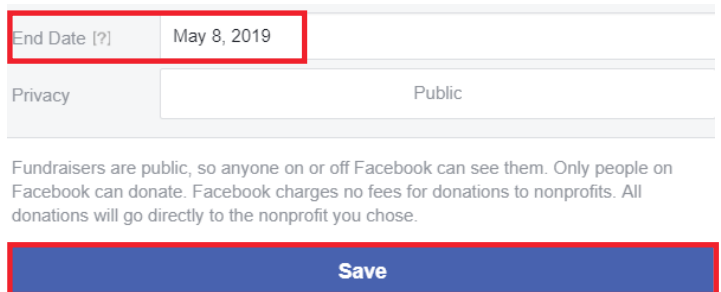 End Date [?] May 8, 2019
Privacy Public
Fundraisers are public, so anyone on or off Facebook can see them. Only people on
Facebook can donate. Facebook charges no fees for donations to nonprofits. All
donations will go directly to the nonprofit you chose.
Save